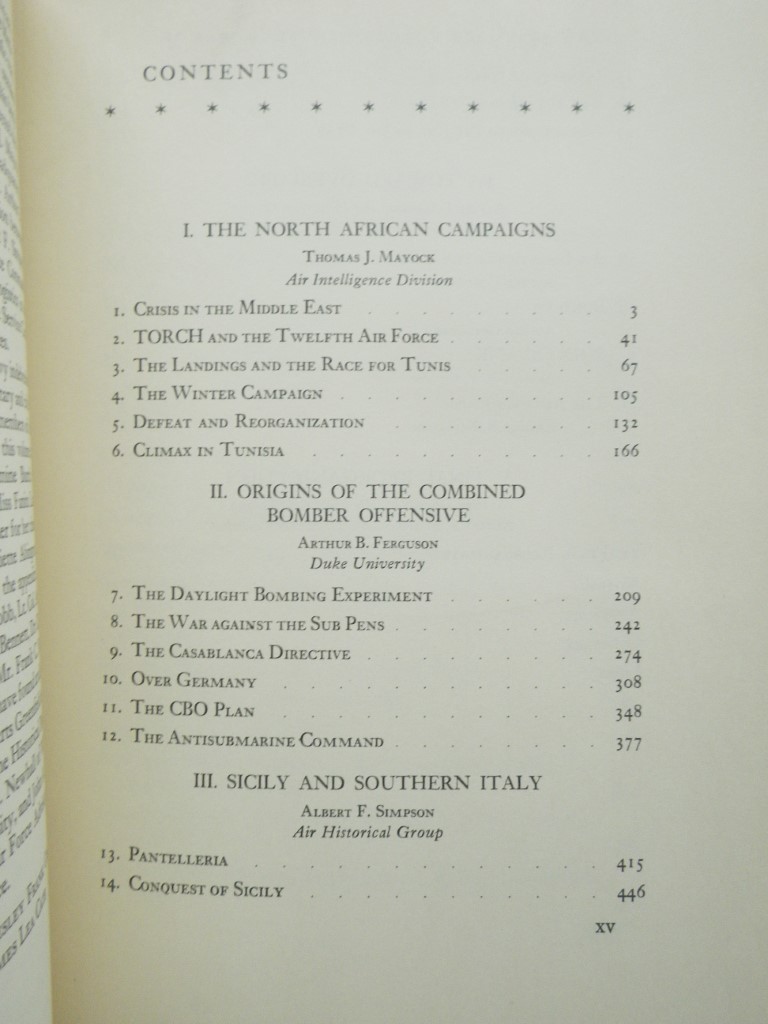 CONTENTS
* * * * * * * * * * *
I. THE NORTH AFRICAN CAMPAIGNS
THOMAS J. MAYOCK
Air Intelligence Division
1. CRISIS IN THE MIDDLE EAST . . . . . . . 3
2. TORCH AND THE TWELFTH AIR FORCE . . . . . . 41
3. THE LANDINGS AND THE RACE FOR TUNIS . . . . . 67
4. THE WINTER CAMPAIGN . . . . . . . . . 105
5. DEFEAT AND REORGANIZATION . . . . . . . 132
6. CLIMAX IN TUNISIA . . . . . . . . . 166
II. ORIGINS OF THE COMBINED
BOMBER OFFENSIVE
ARTHUR B. FERGUSON
Duke University
7. THE DAYLIGHT BOMBING EXPERIMENT . . . . . . 209
8. THE WAR AGAINST THE SUB PENS . . . . . . . 242
9. THE CASABLANCA DIRECTIVE . . . . . . . . 274
10. OVER GERMANY . . . . . . . . . . 308
11. THE CBO PLAN . . . . . . . . . . 348
12. THE ANTISUBMARINE COMMAND . . . . . . . 377
III. SICILY AND SOUTHERN ITALY
ALBERT F. SIMPSON
Air Historical Group
13. PANTELLERIA . . . . . . . . . . . 415
14. CONQUEST OF SICILY . . . . . . . . . 446
xv